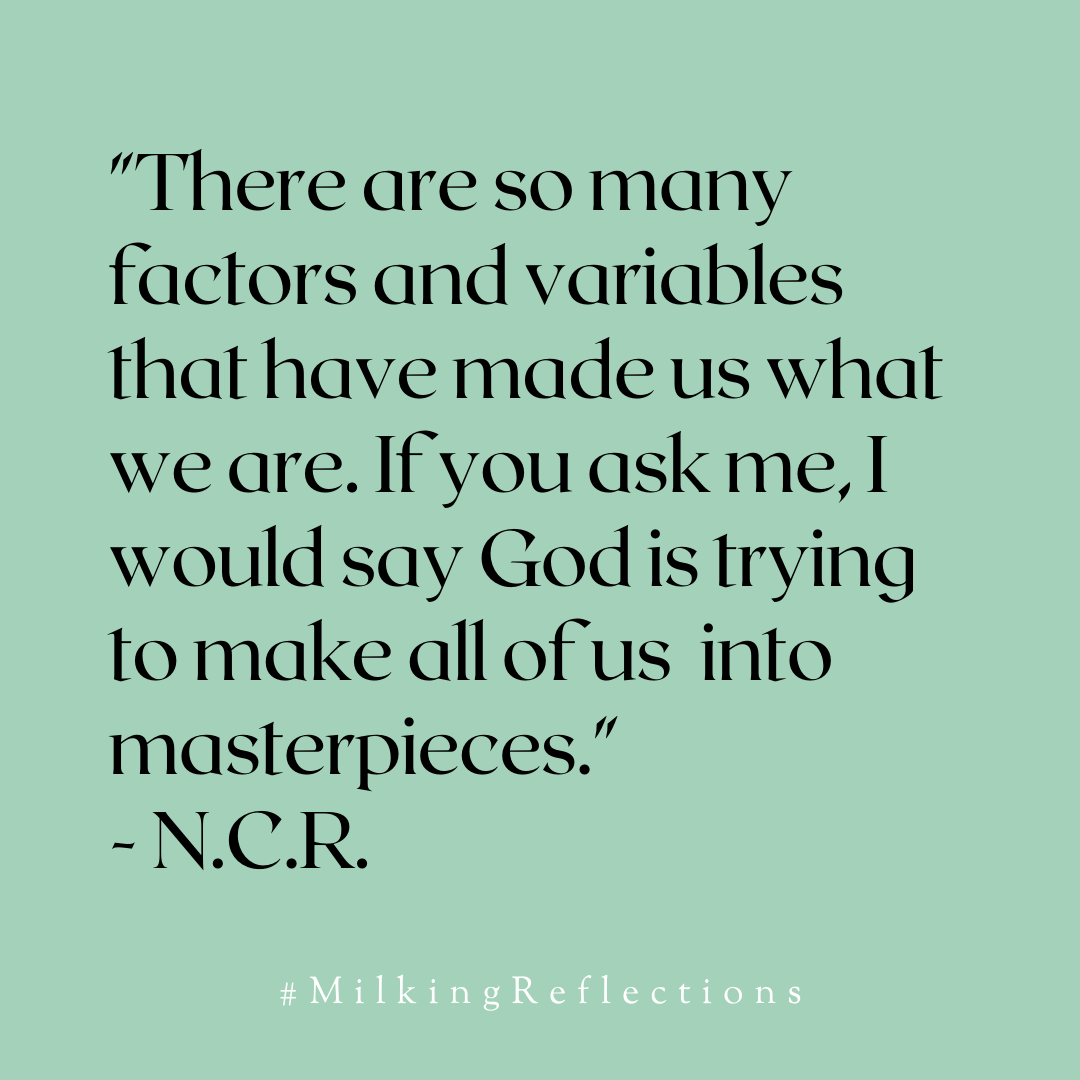 "There are so many
factors and variables
that have made us what
we are. If you ask me, I
would say God is trying
to make all of us  into
masterpieces."
- N.C.R.
#MilkingReflections